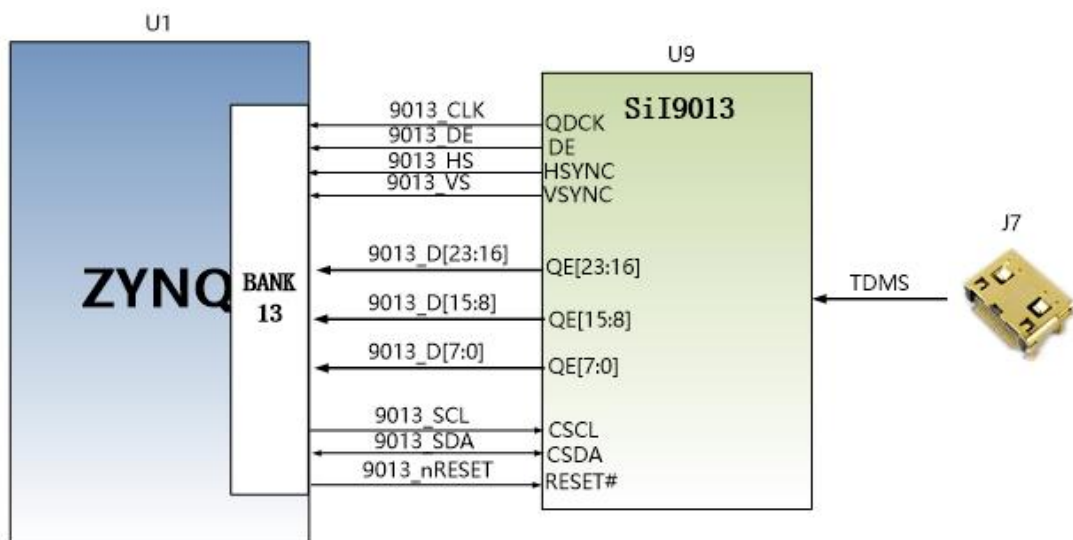 U1
U9
SiI9013
9013_CLK
QDCK
9013_DE
DE
9013_HS
HSYNC
9013_VS
VSYNC
J7
9013_D[23:16]
QE[23:16]
TDMS
ZYNQ
BANK
13
9013_D[15:8]
QE[15:8]
9013_D[7:0]
QE[7:0]
9013_SCL
CSCL
9013_SDA
CSDA
9013_nRESET
RESET#